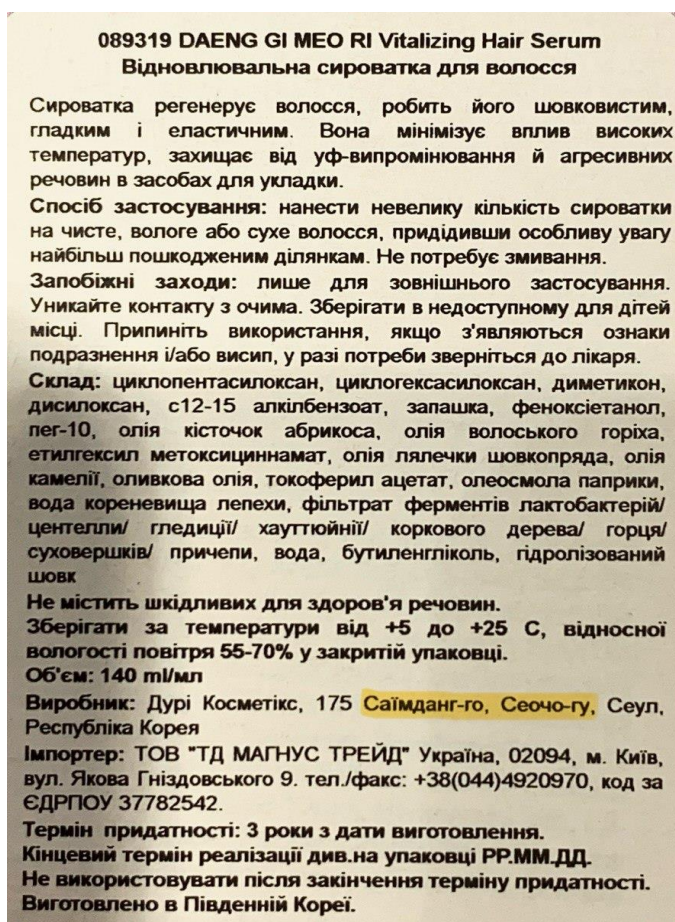 089319 DAENG GI MEO RI Vitalizing Hair Serum
Відновлювальна сироватка для волосся
Сироватка регенерує волосся, робить його шовковистим,
гладким і еластичним. Вона мінімізує вплив високих
температур, захищає від уф-випромінювання й агресивних
речовин в засобах для укладки.
Спосіб застосування: нанести невелику кількість сироватки
на чисте, вологе або сухе волосся, придідивши особливу увагу
найбільш пошкодженим ділянкам. Не потребує змивання.
Запобіжні заходи: лише для зовнішнього застосування.
Уникайте контакту з очима. Зберігати в недоступному для дітей
місці. Припиніть використання, якщо з'являються ознаки
подразнення і/або висип, у разі потреби зверніться до лікаря.
Склад: циклопентасилоксан, циклогексасилоксан, диметикон,
дисилоксан, с12-15 алкілбензоат, запашка, феноксіетанол,
пег-10, олія кісточок абрикоса, олія волоського горіха,
етилгексил метоксициннамат, олія лялечки шовкопряда, олія
камелії, оливкова олія, токоферил ацетат, олеосмола паприки,
вода кореневища лепехи, фільтрат ферментів лактобактерій/
центелли/ гледиції/ хауттюйнії/ коркового дерева/ горця/
суховершків/ причепи, вода, бутиленгліколь, гідролізований
шовк
Не містить шкідливих для здоров'я речовин.
Зберігати за температури від +5 до +25 С, відносної
вологості повітря 55-70% у закритій упаковці.
Об'єм: 140 ml/мл
Виробник: Дурі Косметікс, 175 Саїмданг-го, Сеочо-гу, Сеул,
Республіка Корея
Імпортер: ТОВ "ТД МАГНУС ТРЕЙД" Україна, 02094, м. Київ,
вул. Якова Гніздовського 9. тел./факс: +38(044)4920970, код за
ЄДРПОУ 37782542.
Термін придатності: 3 роки з дати виготовлення.
Кінцевий термін реалізації див.на упаковці РР.ММ.ДД.
Не використовувати після закінчення терміну придатності.
Виготовлено в Південній Кореї.